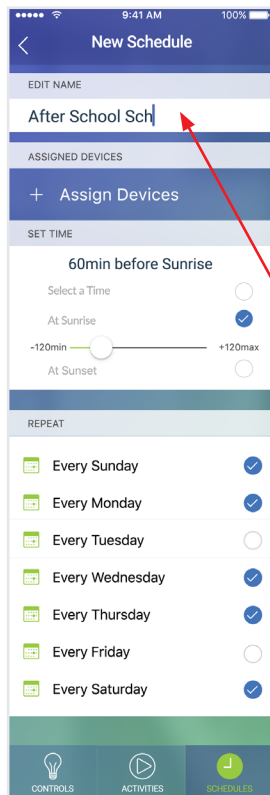 9:41 AM
100%
New Schedule
EDIT NAME
After School Sch
ASSIGNED DEVICES
+ Assign Devices
SET TIME
60min before Sunrise
Select a Time
At Sunrise
-120min +120max
At Sunset
REPEAT
Every Sunday
Every Monday
Every Tuesday
Every Wednesday
Every Thursday
Every Friday
Every Saturday
CONTROLS ACTIVITIES SCHEDULES